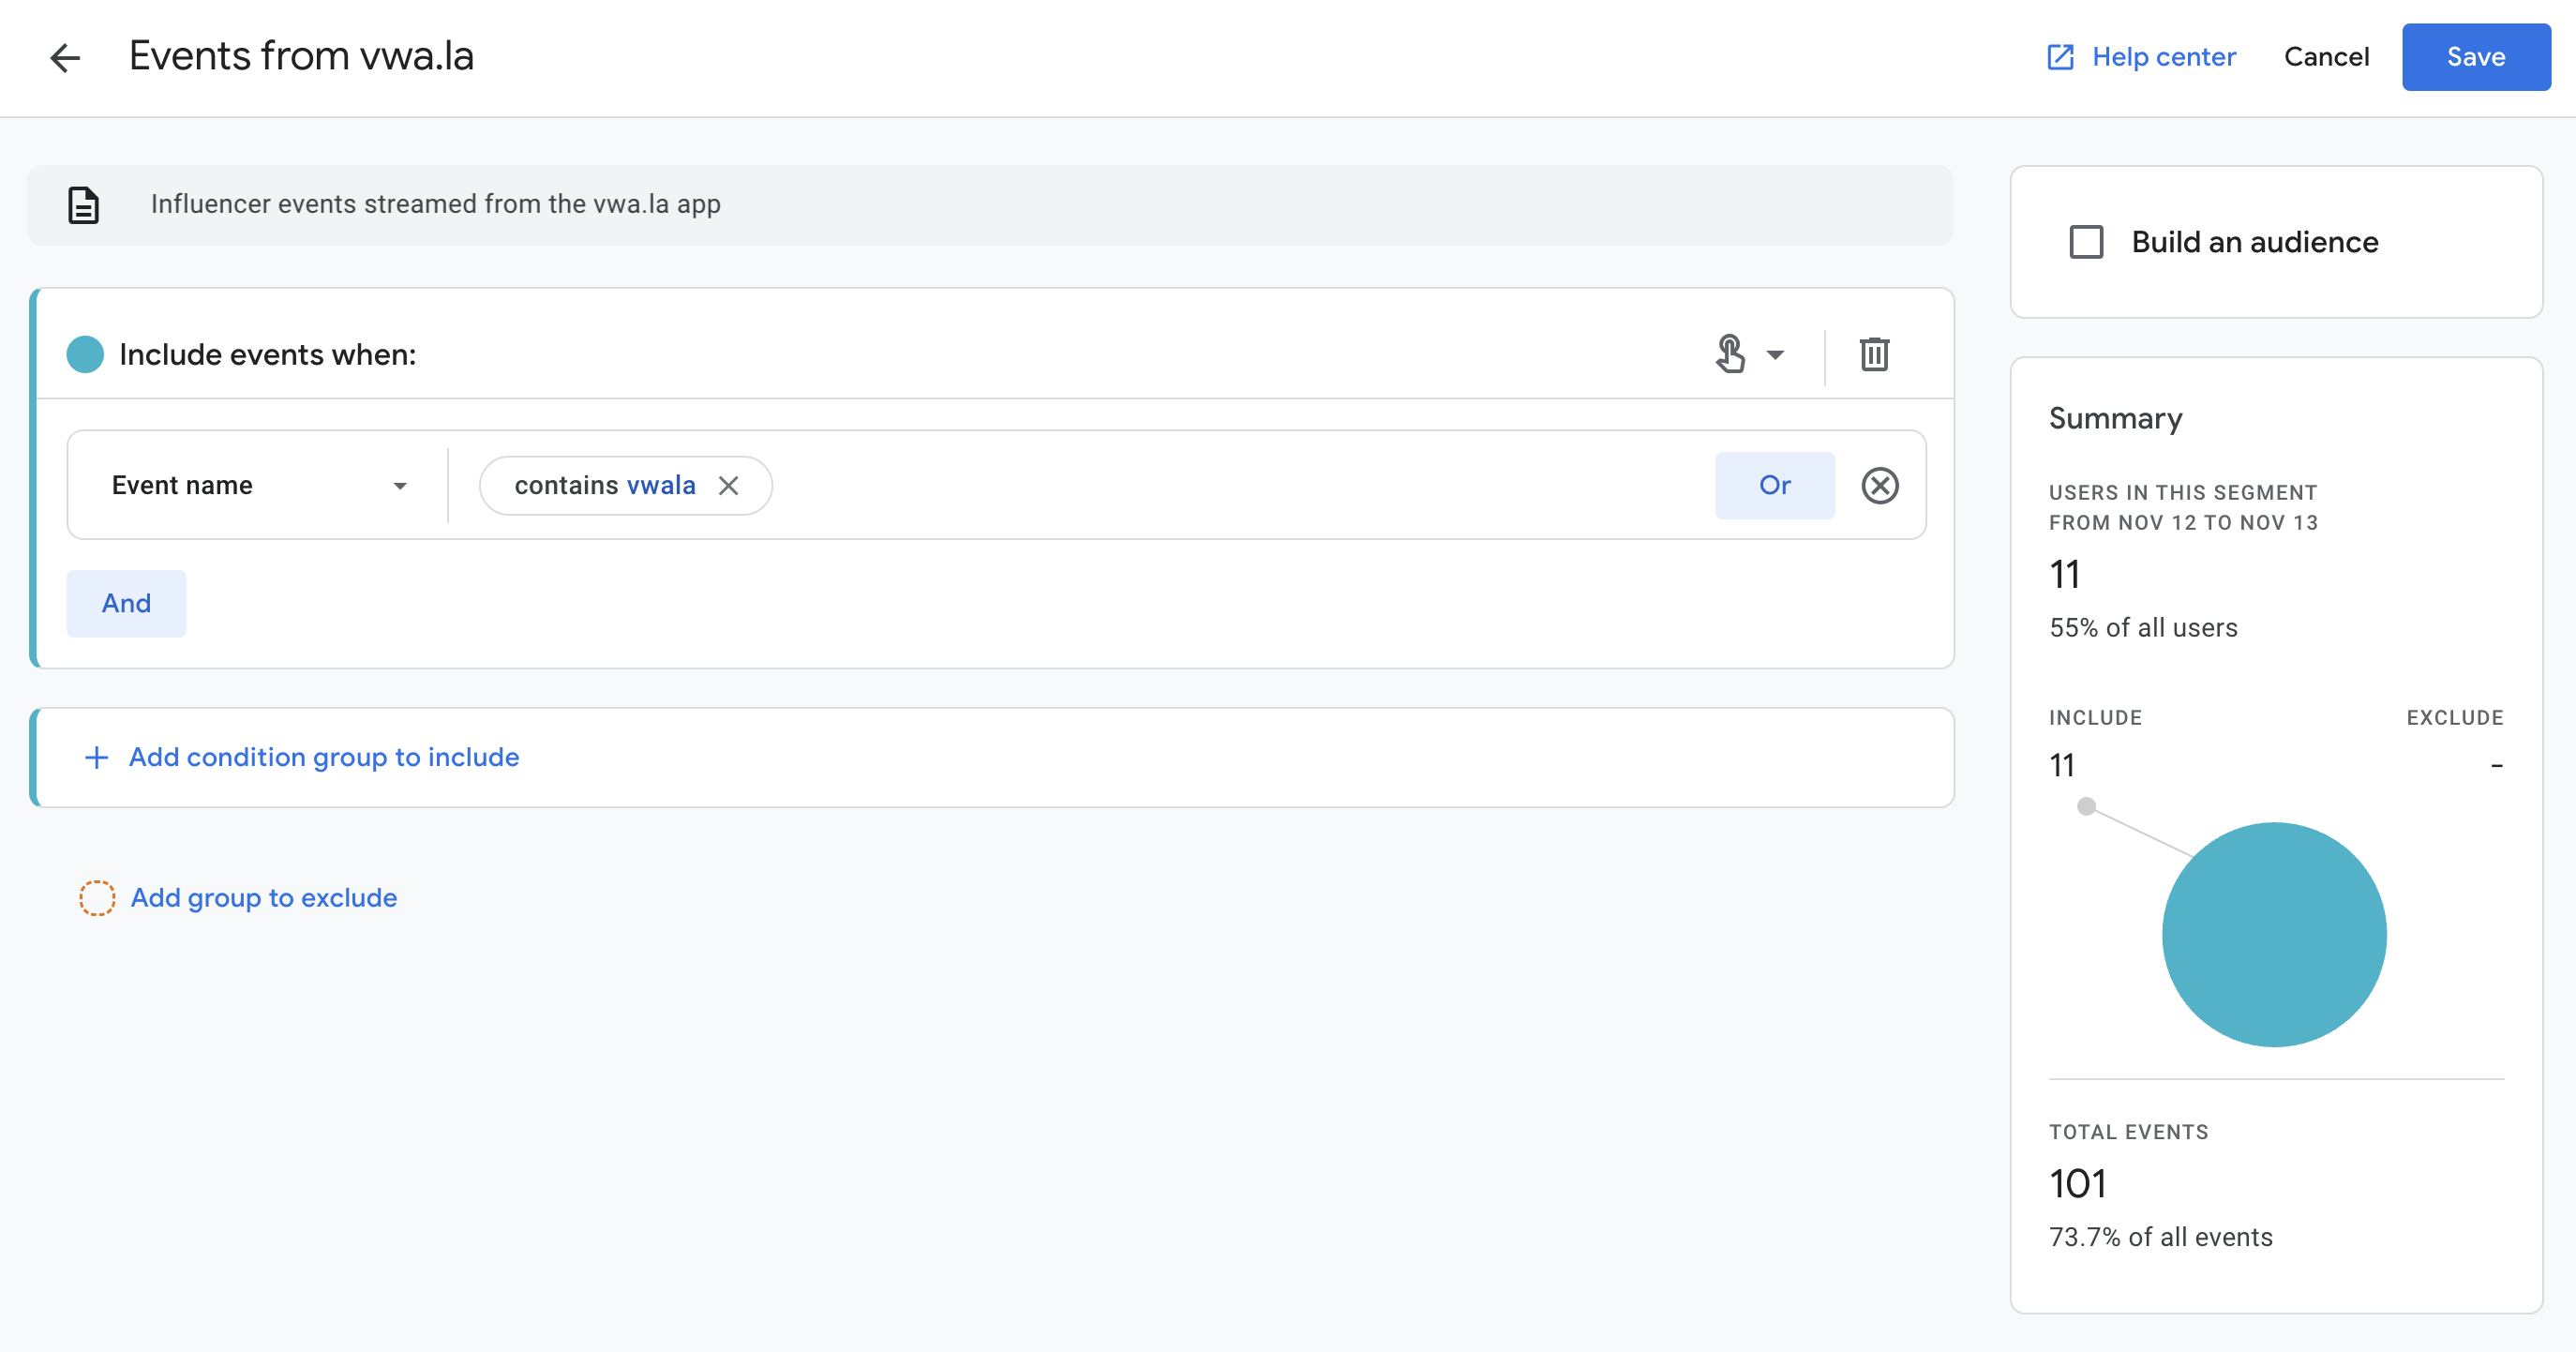 Events from vwa.la
Help center
Cancel
Save
Influencer events streamed from the vwa.la app
Build an audience
Include events when:
Event name
contains vwala
Or
And
Add condition group to include
Add group to exclude
Summary
USERS IN THIS SEGMENT
FROM NOV 12 TO NOV 13
11
55% of all users
INCLUDE
EXCLUDE
11
-
TOTAL EVENTS
101
73.7% of all events